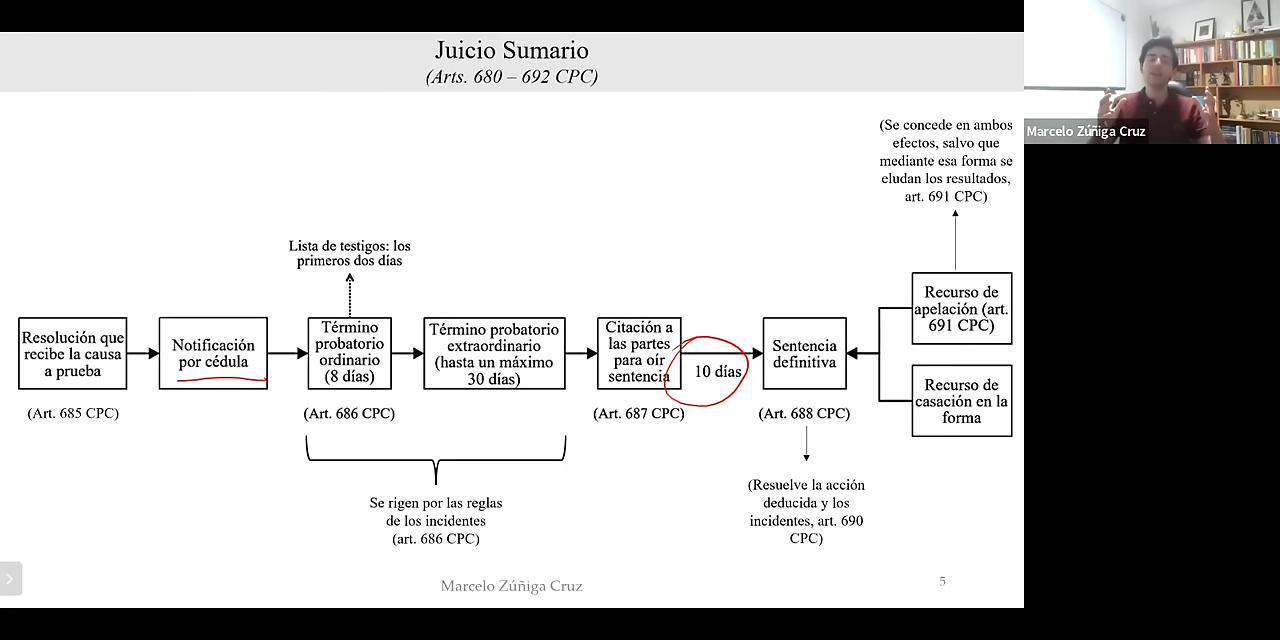 Juicio Sumario
(Arts. 680 – 692 CPC)
Marcelo Zúñiga Cruz
(Se concede en ambos
efectos, salvo que
mediante esa forma se
eludan los resultados,
art. 691 CPC)
Lista de testigos: los
primeros dos días
Resolución que
recibe la causa
a prueba
(Art. 685 CPC)
Notificación
por cédula
Término
probatorio
ordinario
(8 días)
(Art. 686 CPC)
Término probatorio
extraordinario
(hasta un máximo
30 días)
Se rigen por las reglas
de los incidentes
(art. 686 CPC)
Citación a
las partes
para oír
sentencia
(Art. 687 CPC)
10 días
Sentencia
definitiva
(Art. 688 CPC)
(Resuelve la acción
deducida y los
incidentes, art. 690
CPC)
Recurso de
apelación (art.
691 CPC)
Recurso de
casación en la
forma
Marcelo Zúñiga Cruz
5